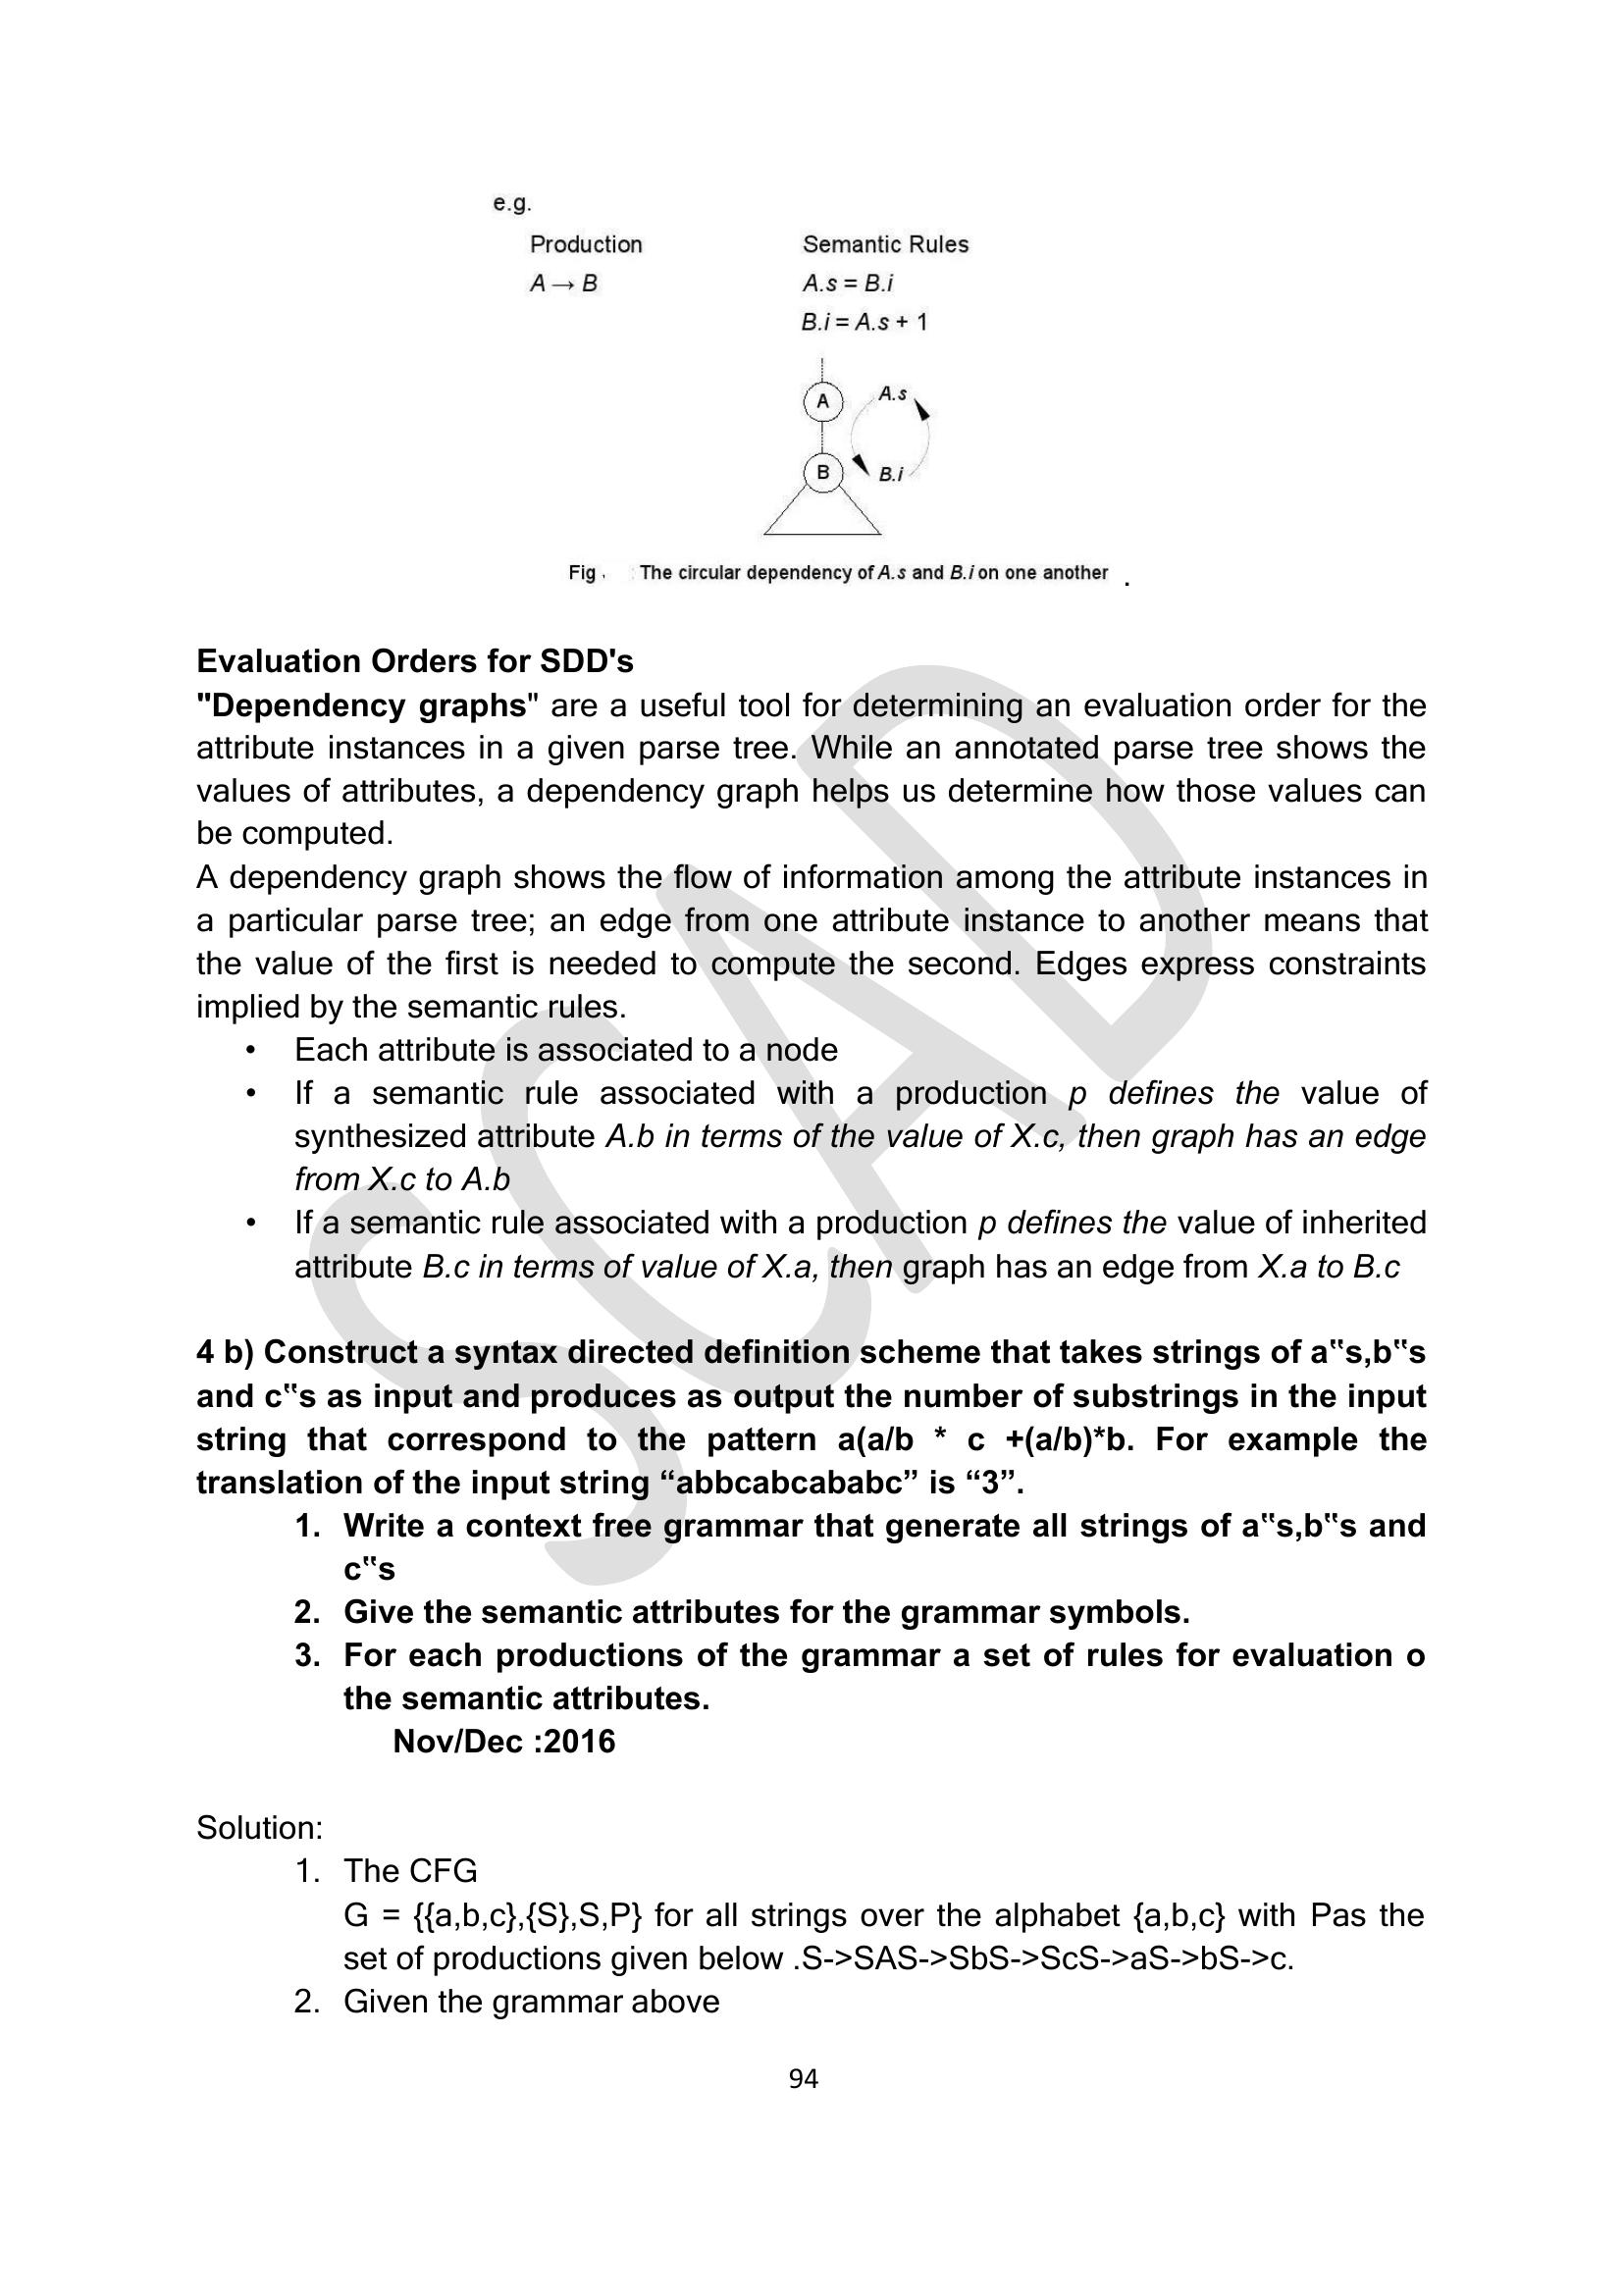 e.g.
Production Semantic Rules
A → B A.s = B.i
B.i = A.s + 1
A A.s
B B.i
Fig . : The circular dependency of A.s and B.i on one another .
Evaluation Orders for SDD's
"Dependency graphs" are a useful tool for determining an evaluation order for the
attribute instances in a given parse tree. While an annotated parse tree shows the
values of attributes, a dependency graph helps us determine how those values can
be computed.
A dependency graph shows the flow of information among the attribute instances in
a particular parse tree; an edge from one attribute instance to another means that
the value of the first is needed to compute the second. Edges express constraints
implied by the semantic rules.
• Each attribute is associated to a node
• If a semantic rule associated with a production p defines the value of
synthesized attribute A.b in terms of the value of X.c, then graph has an edge
from X.c to A.b
• If a semantic rule associated with a production p defines the value of inherited
attribute B.c in terms of value of X.a, then graph has an edge from X.a to B.c
4 b) Construct a syntax directed definition scheme that takes strings of a‟s,b‟s
and c‟s as input and produces as output the number of substrings in the input
string that correspond to the pattern a(a/b * c +(a/b)*b. For example the
translation of the input string “abbcabcababc” is “3”.
1. Write a context free grammar that generate all strings of a‟s,b‟s and
c‟s
2. Give the semantic attributes for the grammar symbols.
3. For each productions of the grammar a set of rules for evaluation o
the semantic attributes.
Nov/Dec :2016
Solution:
1. The CFG
G = {{a,b,c},{S},S,P} for all strings over the alphabet {a,b,c} with Pas the
set of productions given below .S->SAS->SbS->ScS->aS->bS->c.
2. Given the grammar above
94
SCAD